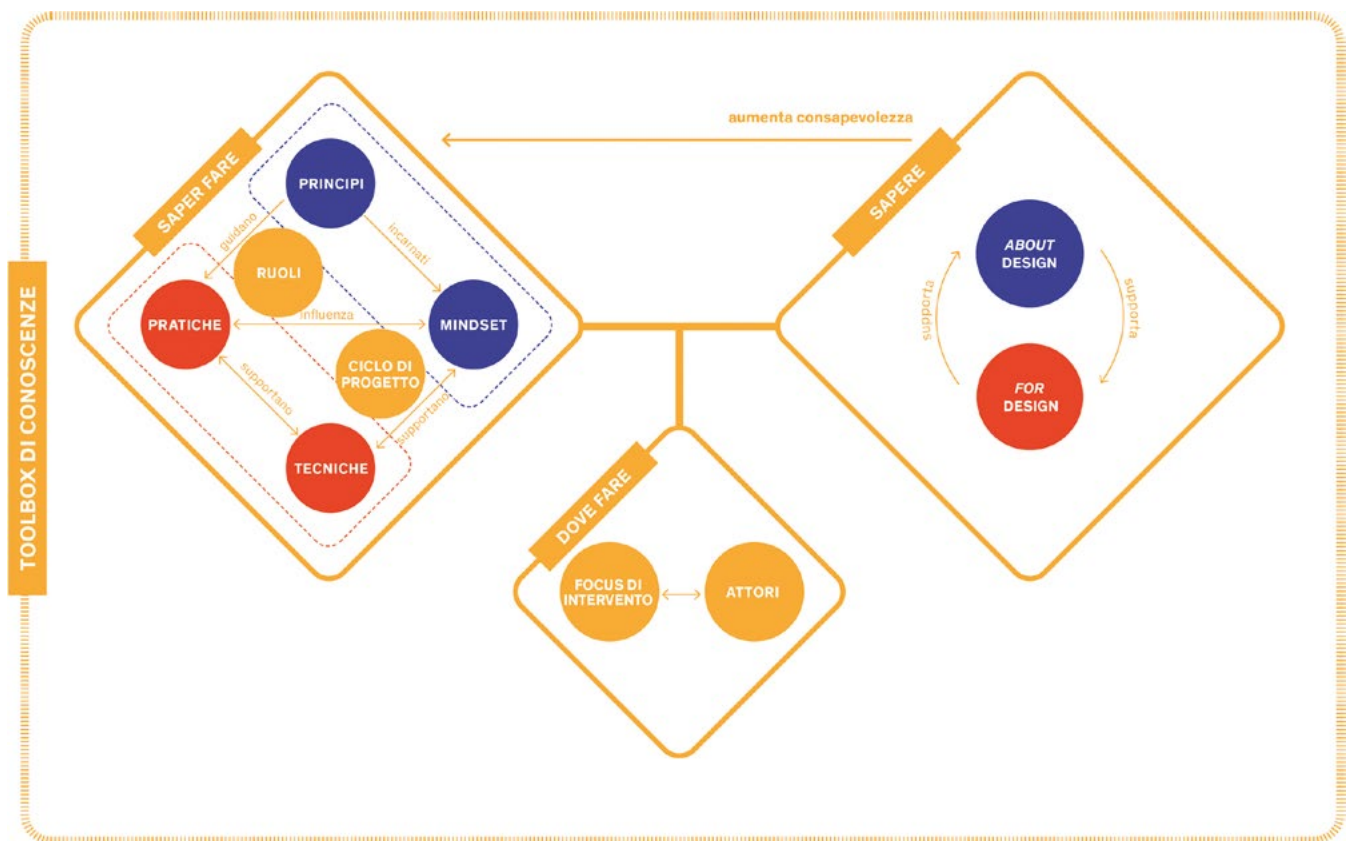 TOOLBOX DI CONOSCENZE
SAPER FARE
PRINCIPI
guidano
incarnati
RUOLI
PRATICHE
influenza
MINDSET
CICLO DI
PROGETTO
supportano
supportano
TECNICHE
aumenta consapevolezza
SAPERE
ABOUT
DESIGN
supporta
supporta
FOR
DESIGN
DOVE FARE
FOCUS DI
INTERVENTO
ATTORI